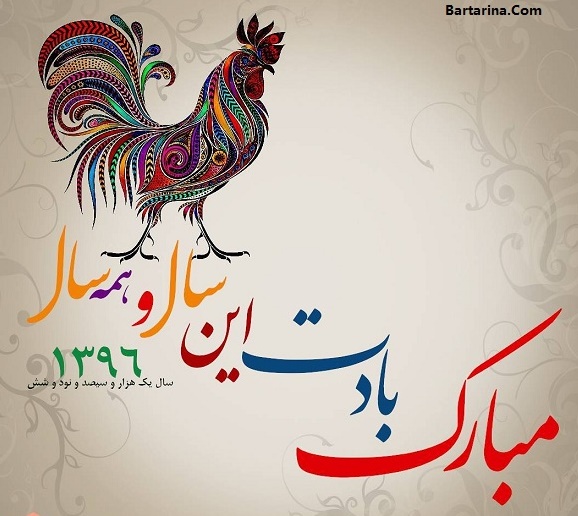 Bartarina.Com
مبارک بادت این سال و همه سال
۱۳۹۶
سال یک هزار و سیصد و نود و شش